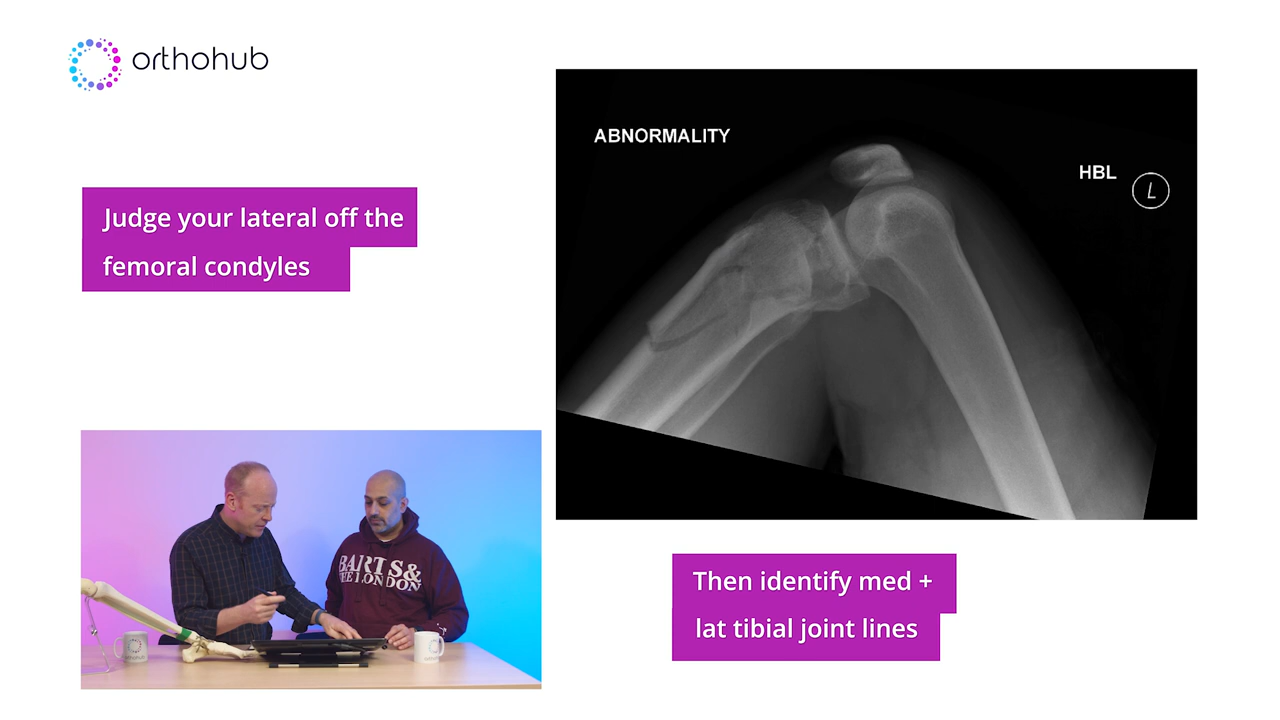 orthohub
ABNORMALITY
HBL
L
Judge your lateral off the
femoral condyles
BARTS&
THE LONDON
Then identify med +
lat tibial joint lines